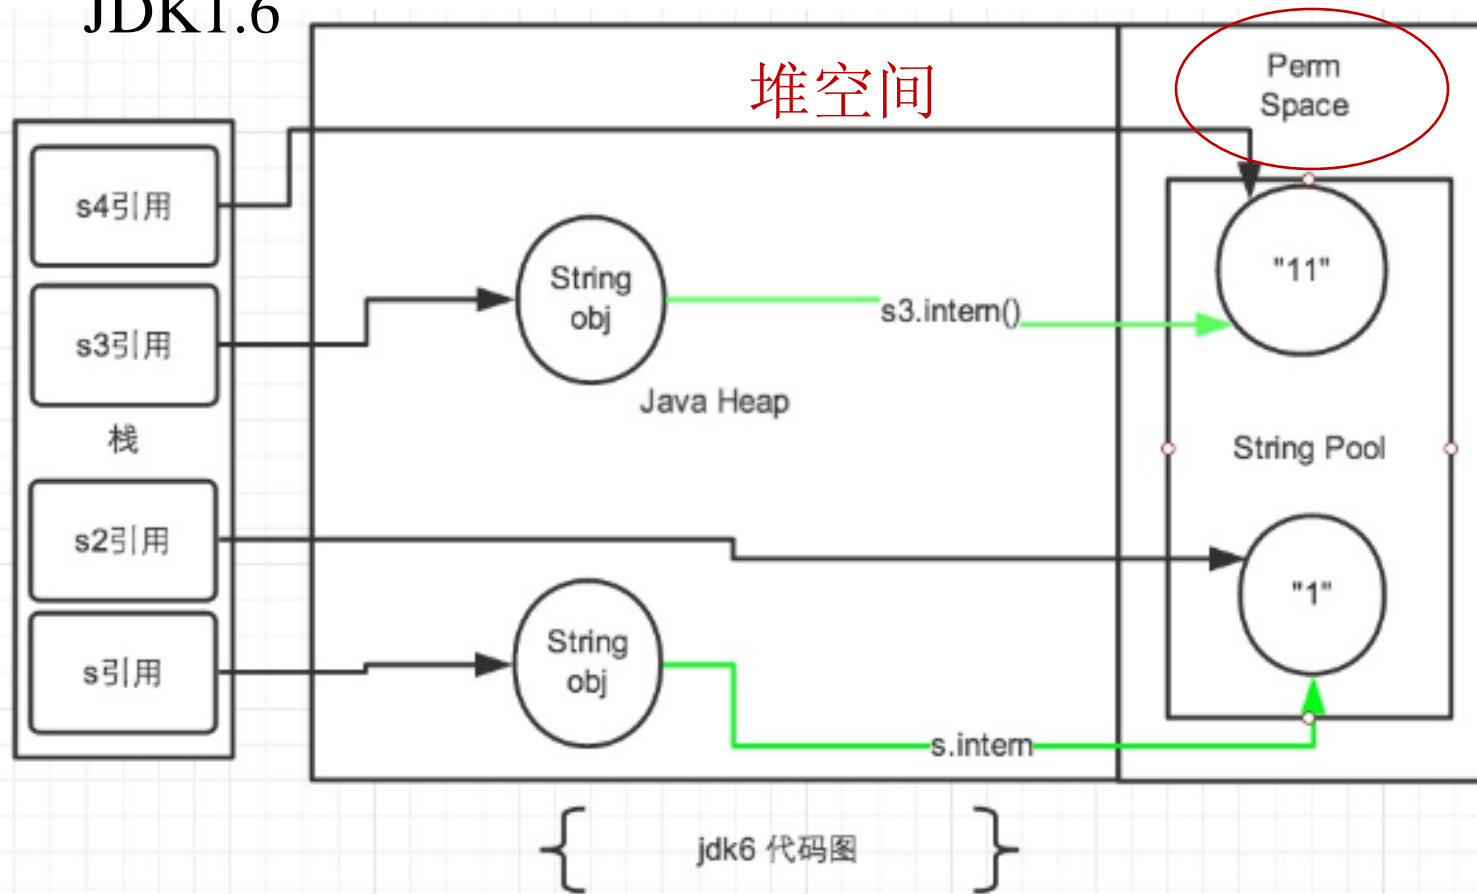 JDK1.6
堆空间
Perm
Space
s4引用
String
obj
"11"
s3.intern()
s3引用
Java Heap
栈
String Pool
s2引用
"1"
String
obj
s引用
s.intern
jdk6 代码图